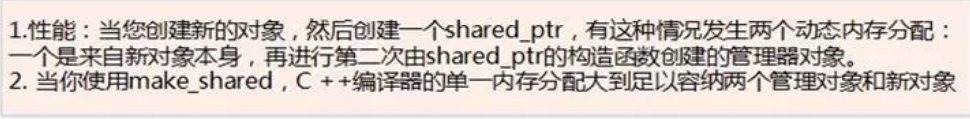 1.性能：当您创建新的对象，然后创建一个shared_ptr，有这种情况发生两个动态内存分配：
一个是来自新对象本身，再进行第二次由shared_ptr的构造函数创建的管理器对象。
2. 当你使用make_shared，C ++编译器的单一内存分配大到足以容纳两个管理对象和新对象